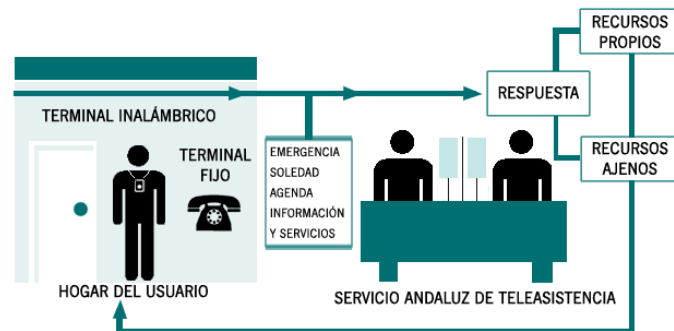 RECURSOS
PROPIOS
RESPUESTA
TERMINAL INALÁMBRICO
TERMINAL
FIJO
EMERGENCIA
SOLEDAD
AGENDA
INFORMACIÓN
Y SERVICIOS
RECURSOS
AJENOS
HOGAR DEL USUARIO
SERVICIO ANDALUZ DE TELEASISTENCIA